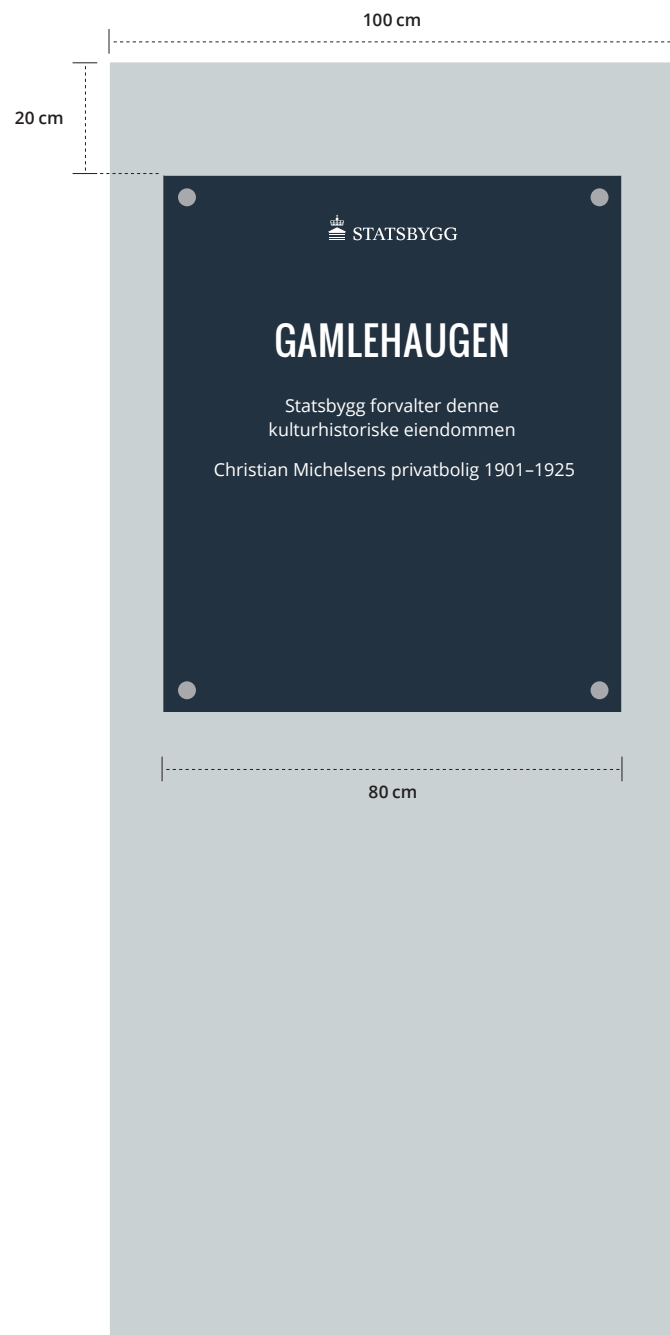 100 cm
20 cm
STATSBYGG
GAMLEHAUGEN
Statsbygg forvalter denne
kulturhistoriske eiendommen
Christian Michelsens privatbolig 1901–1925
80 cm